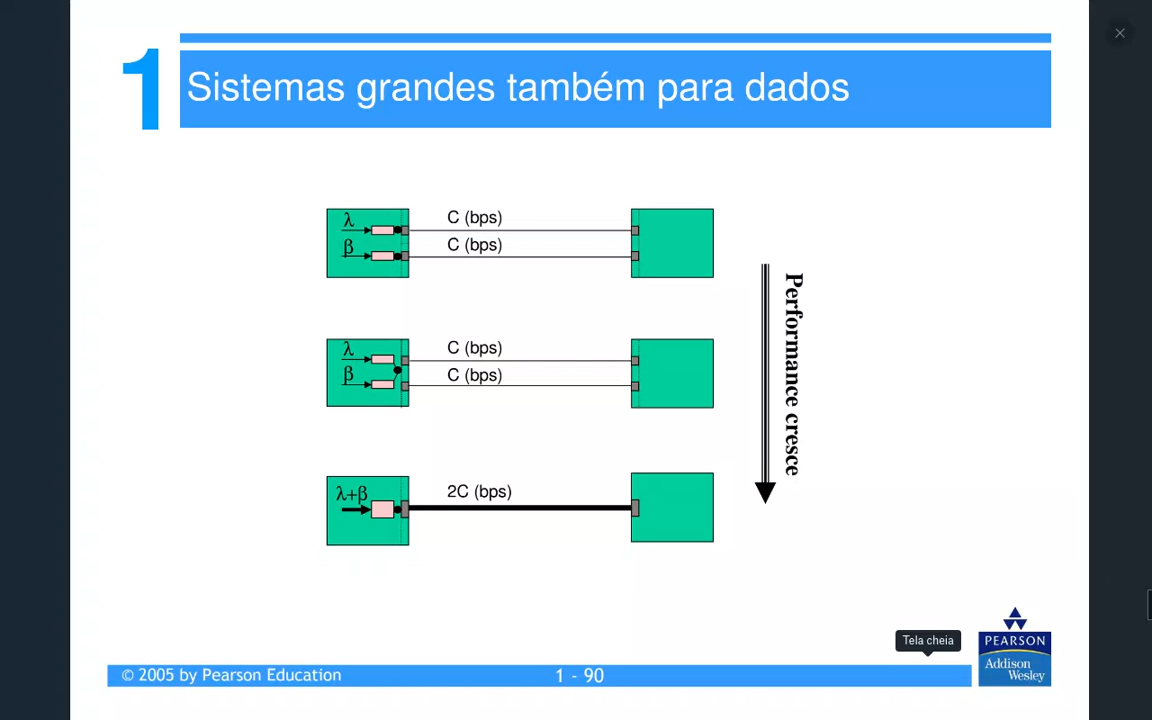 1
Sistemas grandes também para dados
λ
C (bps)
β
C (bps)
λ
C (bps)
β
C (bps)
λ+β
2C (bps)
Performance cresce
Tela cheia
PEARSON
Addison
Wesley
© 2005 by Pearson Education
1 - 90